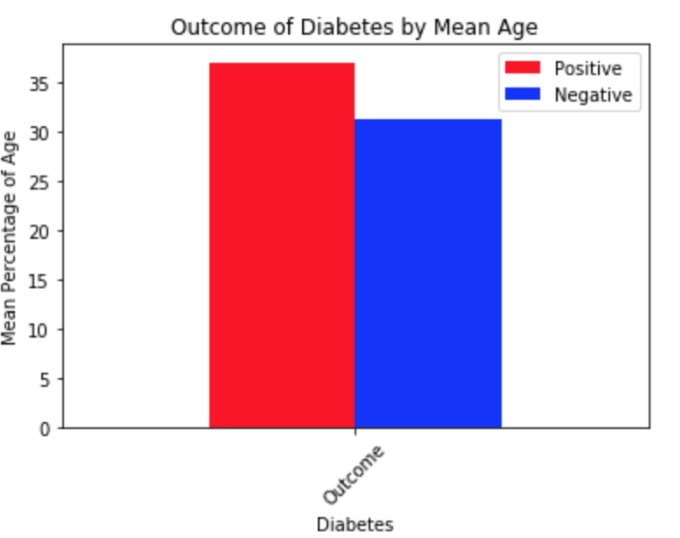 Outcome of Diabetes by Mean Age
Positive
Negative
Mean Percentage of Age
35
30
25
20
15
10
5
0
Outcome
Diabetes